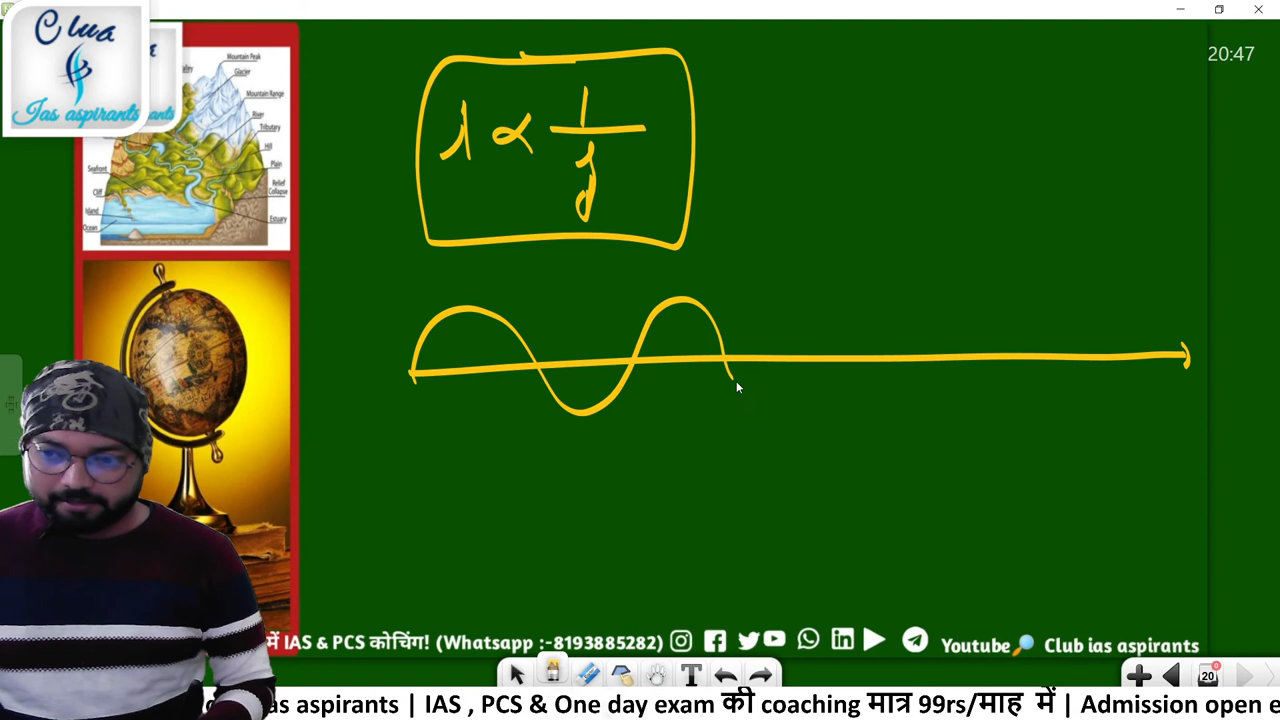 Clua
Ias aspirants
20:47
Mountain Peak
Glacier
Mountain Range
River
Tributary
Hill
Plain
Relief
Collapse
Estuary
Seafront
Cliff
Island
Ocean
λ ∝ 1
में IAS & PCS कोचिंग! (Whatsapp :-8193885282)
Youtube Club ias aspirants
20
as aspirants | IAS , PCS & One day exam की coaching मात्र 99rs/माह में | Admission open